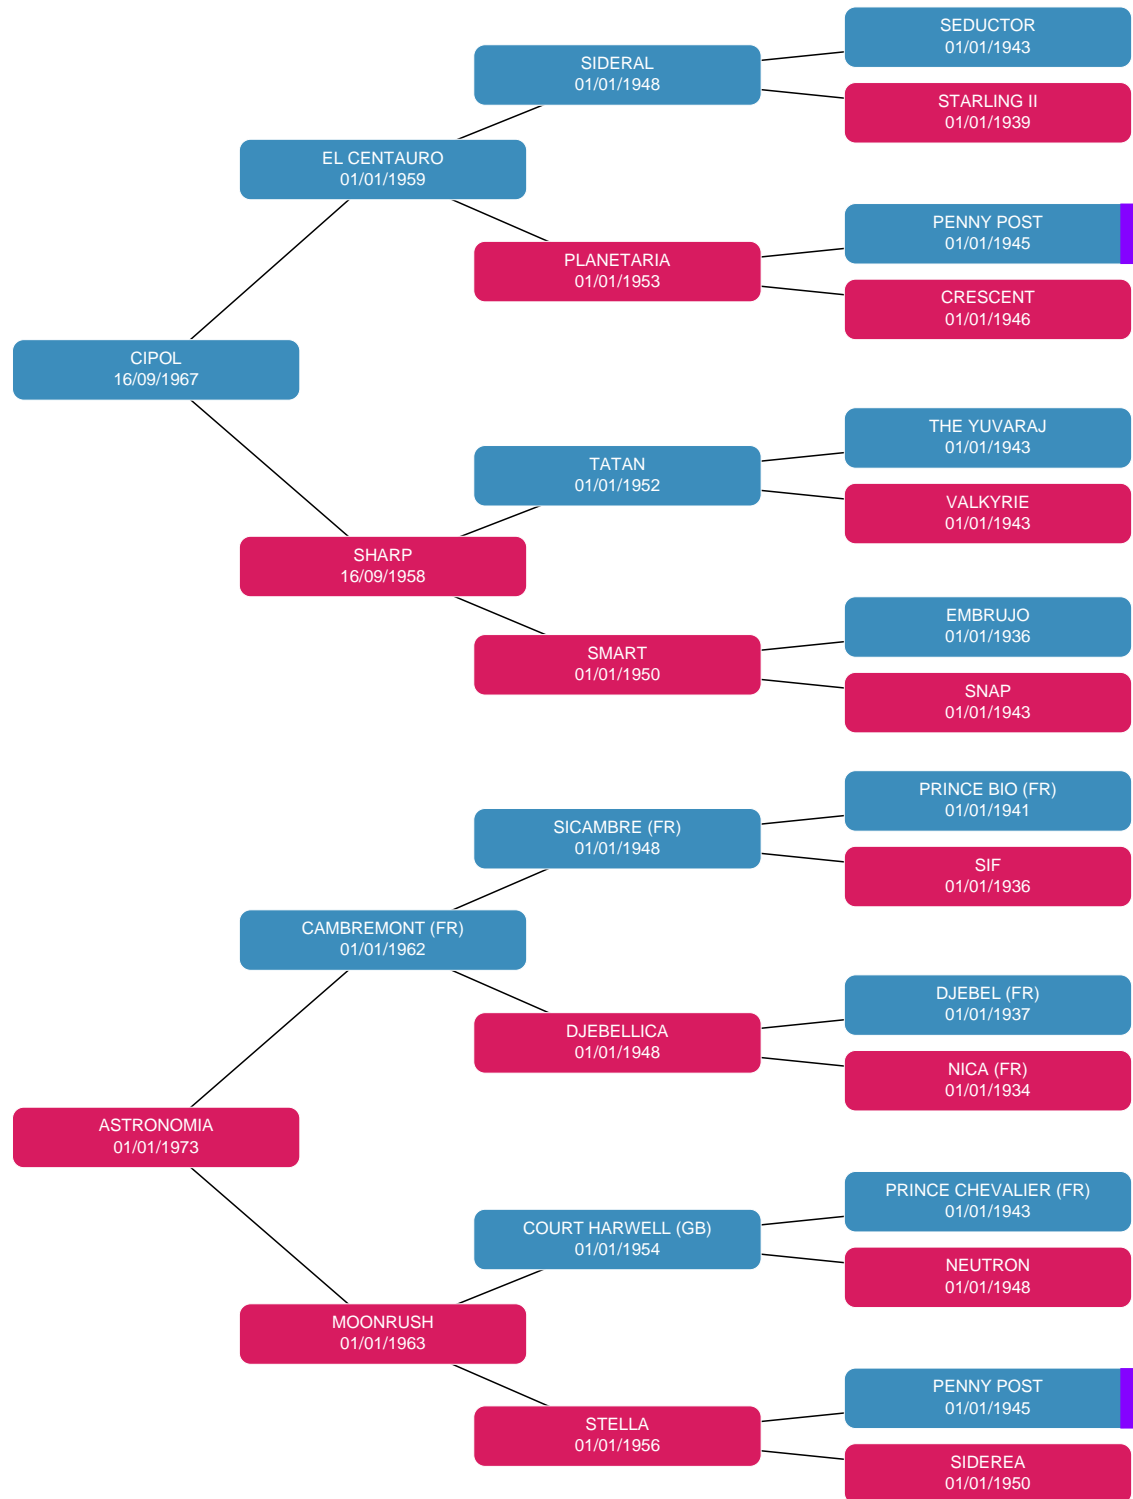 SEDUCTOR
01/01/1943
SIDERAL
01/01/1948
STARLING II
01/01/1939
EL CENTAURO
01/01/1959
PENNY POST
01/01/1945
PLANETARIA
01/01/1953
CRESCENT
01/01/1946
CIPOL
16/09/1967
THE YUVARAJ
01/01/1943
TATAN
01/01/1952
VALKYRIE
01/01/1943
SHARP
16/09/1958
EMBRUJO
01/01/1936
SMART
01/01/1950
SNAP
01/01/1943
PRINCE BIO (FR)
01/01/1941
SICAMBRE (FR)
01/01/1948
SIF
01/01/1936
CAMBREMONT (FR)
01/01/1962
DJEBEL (FR)
01/01/1937
DJEBELLICA
01/01/1948
NICA (FR)
01/01/1934
ASTRONOMIA
01/01/1973
PRINCE CHEVALIER (FR)
01/01/1943
COURT HARWELL (GB)
01/01/1954
NEUTRON
01/01/1948
MOONRUSH
01/01/1963
PENNY POST
01/01/1945
STELLA
01/01/1956
SIDEREA
01/01/1950